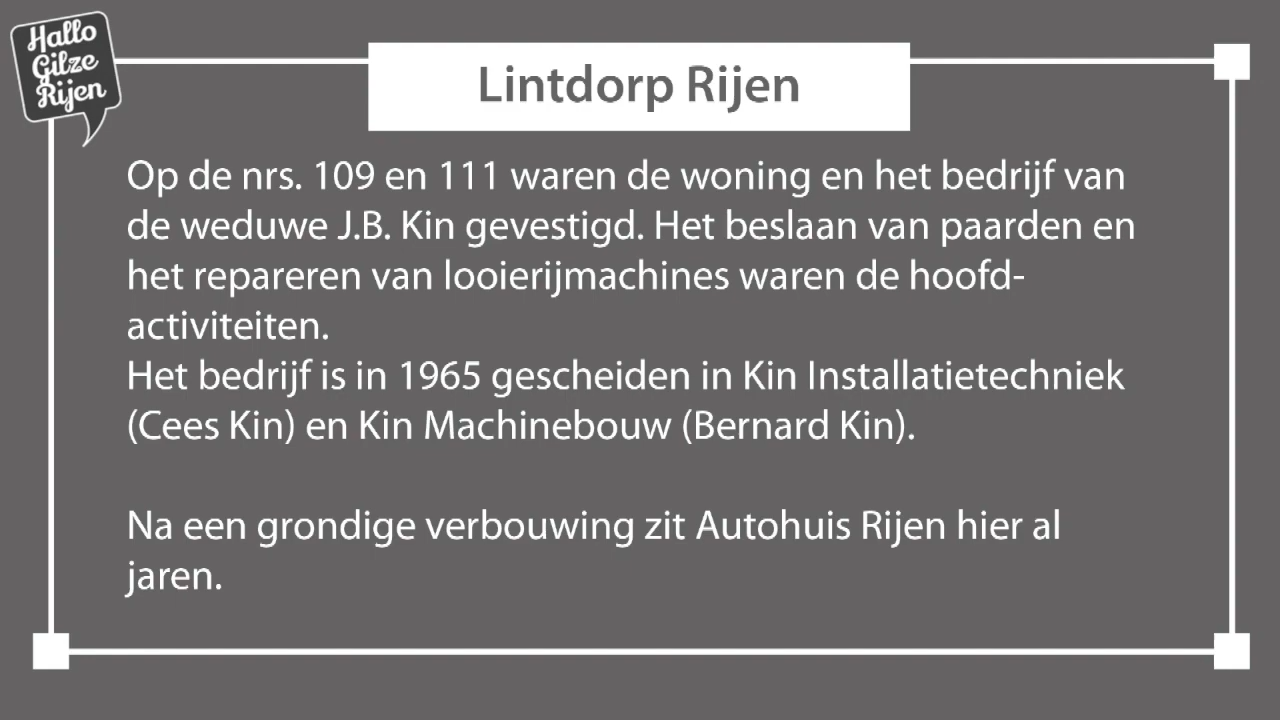 Hallo
Gilze
Rijen
Lintdorp Rijen
Op de nrs. 109 en 111 waren de woning en het bedrijf van
de weduwe J.B. Kin gevestigd. Het beslaan van paarden en
het repareren van looierijmachines waren de hoofd-
activiteiten.
Het bedrijf is in 1965 gescheiden in Kin Installatietechniek
(Cees Kin) en Kin Machinebouw (Bernard Kin).
Na een grondige verbouwing zit Autohuis Rijen hier al
jaren.